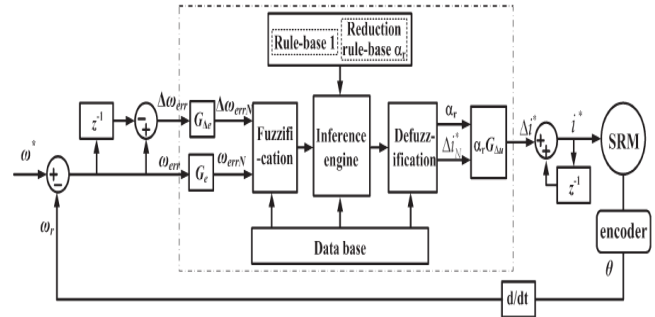 Rule-base 1
Reduction
rule-base αr
z⁻¹
Δωerr
GΔe
ΔωerrN
Fuzzifi
-cation
Inference
engine
Defuzz-
ification
αr
Δi*N
αrGΔu
Δi*
i*
SRM
z⁻¹
ω*
ωerr
Ge
ωerrN
ωr
Data base
encoder
θ
d/dt